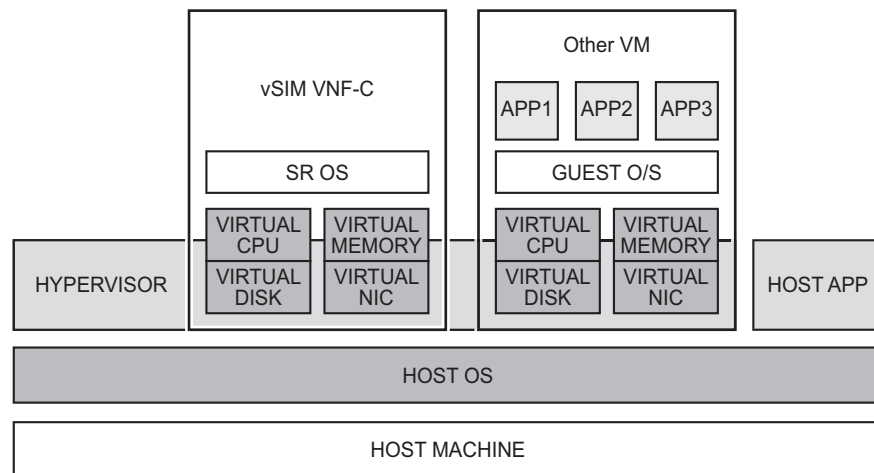 vSIM VNF-C
Other VM
APP1
APP2
APP3
SR OS
GUEST O/S
VIRTUAL
CPU
VIRTUAL
MEMORY
VIRTUAL
CPU
VIRTUAL
MEMORY
HYPERVISOR
VIRTUAL
DISK
VIRTUAL
NIC
VIRTUAL
DISK
VIRTUAL
NIC
HOST APP
HOST OS
HOST MACHINE